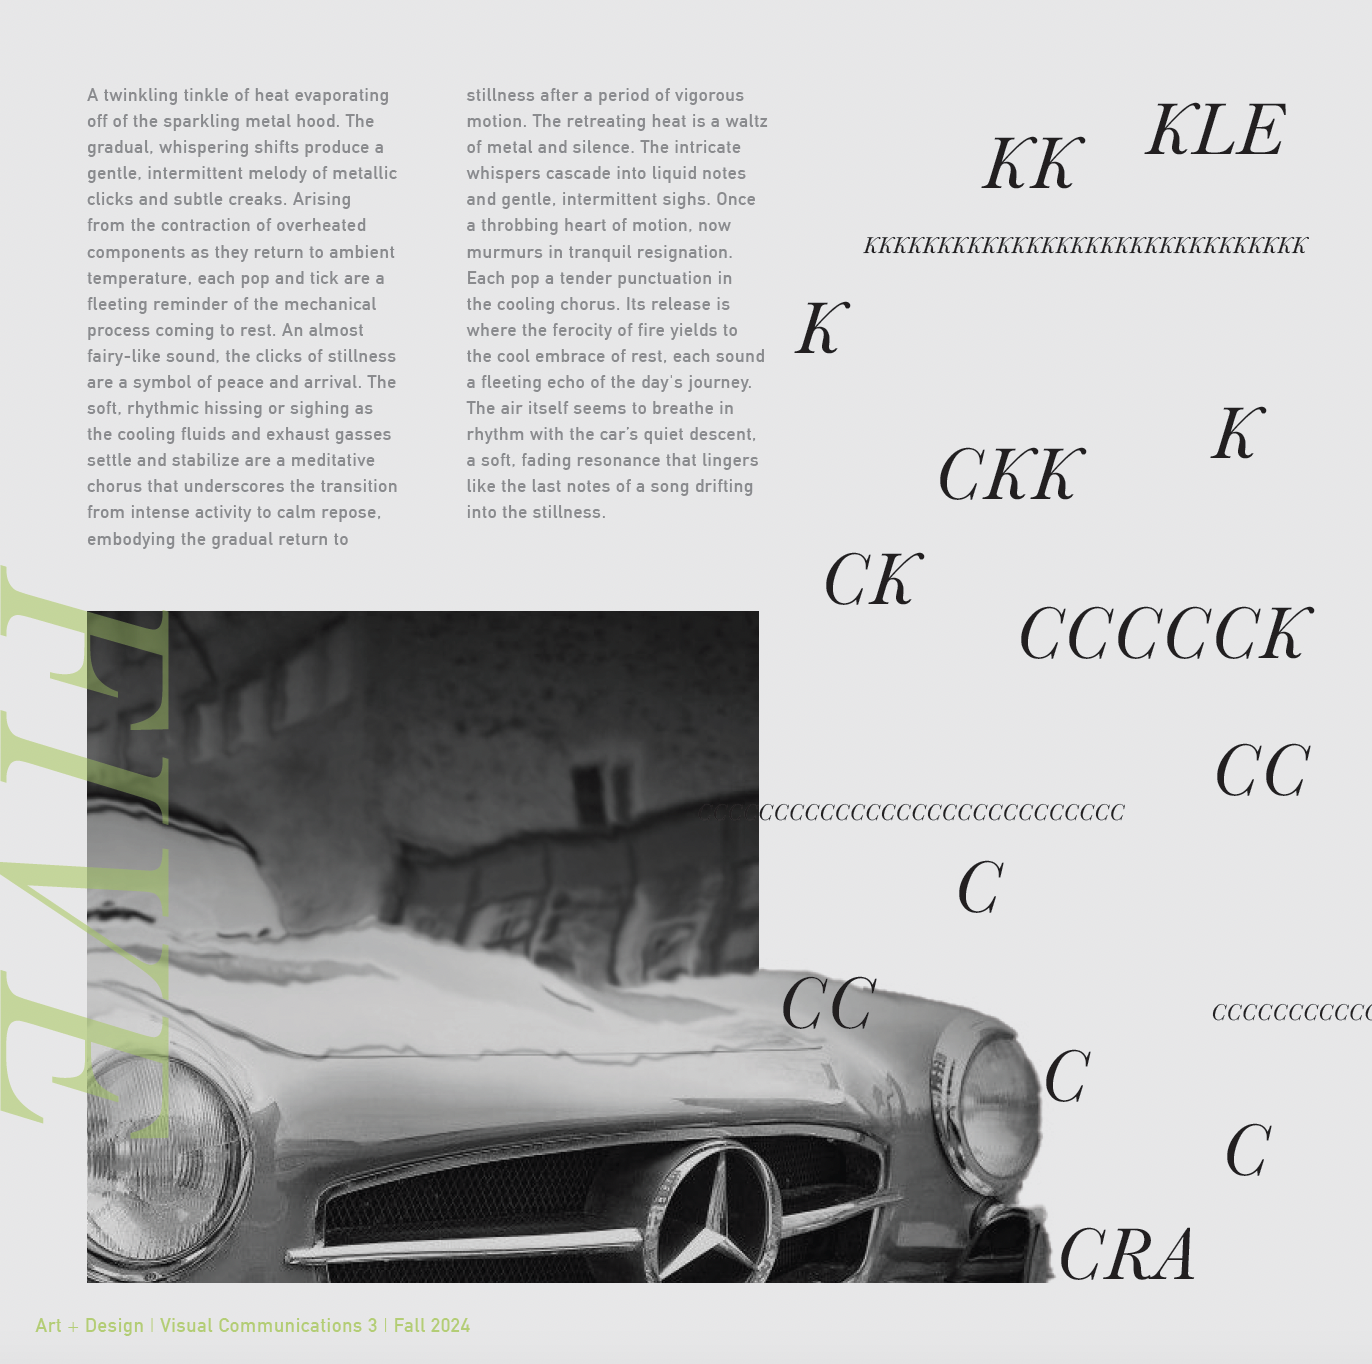 A twinkling tinkle of heat evaporating
off of the sparkling metal hood. The
gradual, whispering shifts produce a
gentle, intermittent melody of metallic
clicks and subtle creaks. Arising
from the contraction of overheated
components as they return to ambient
temperature, each pop and tick are a
fleeting reminder of the mechanical
process coming to rest. An almost
fairy-like sound, the clicks of stillness
are a symbol of peace and arrival. The
soft, rhythmic hissing or sighing as
the cooling fluids and exhaust gasses
settle and stabilize are a meditative
chorus that underscores the transition
from intense activity to calm repose,
embodying the gradual return to
stillness after a period of vigorous
motion. The retreating heat is a waltz
of metal and silence. The intricate
whispers cascade into liquid notes
and gentle, intermittent sighs. Once
a throbbing heart of motion, now
murmurs in tranquil resignation.
Each pop a tender punctuation in
the cooling chorus. Its release is
where the ferocity of fire yields to
the cool embrace of rest, each sound
a fleeting echo of the day's journey.
The air itself seems to breathe in
rhythm with the car’s quiet descent,
a soft, fading resonance that lingers
like the last notes of a song drifting
into the stillness.
KLE
KK
KKKKKKKKKKKKKKKKKKKKKKKKKKKKKK
K
K
CKK
CK
CCCCCK
CC
CCCCCCCCCCCCCCCCCCCCCCCCCCCC
C
CC
CCCCCCCCCCC
C
C
CRA
FIVE
Art + Design | Visual Communications 3 | Fall 2024